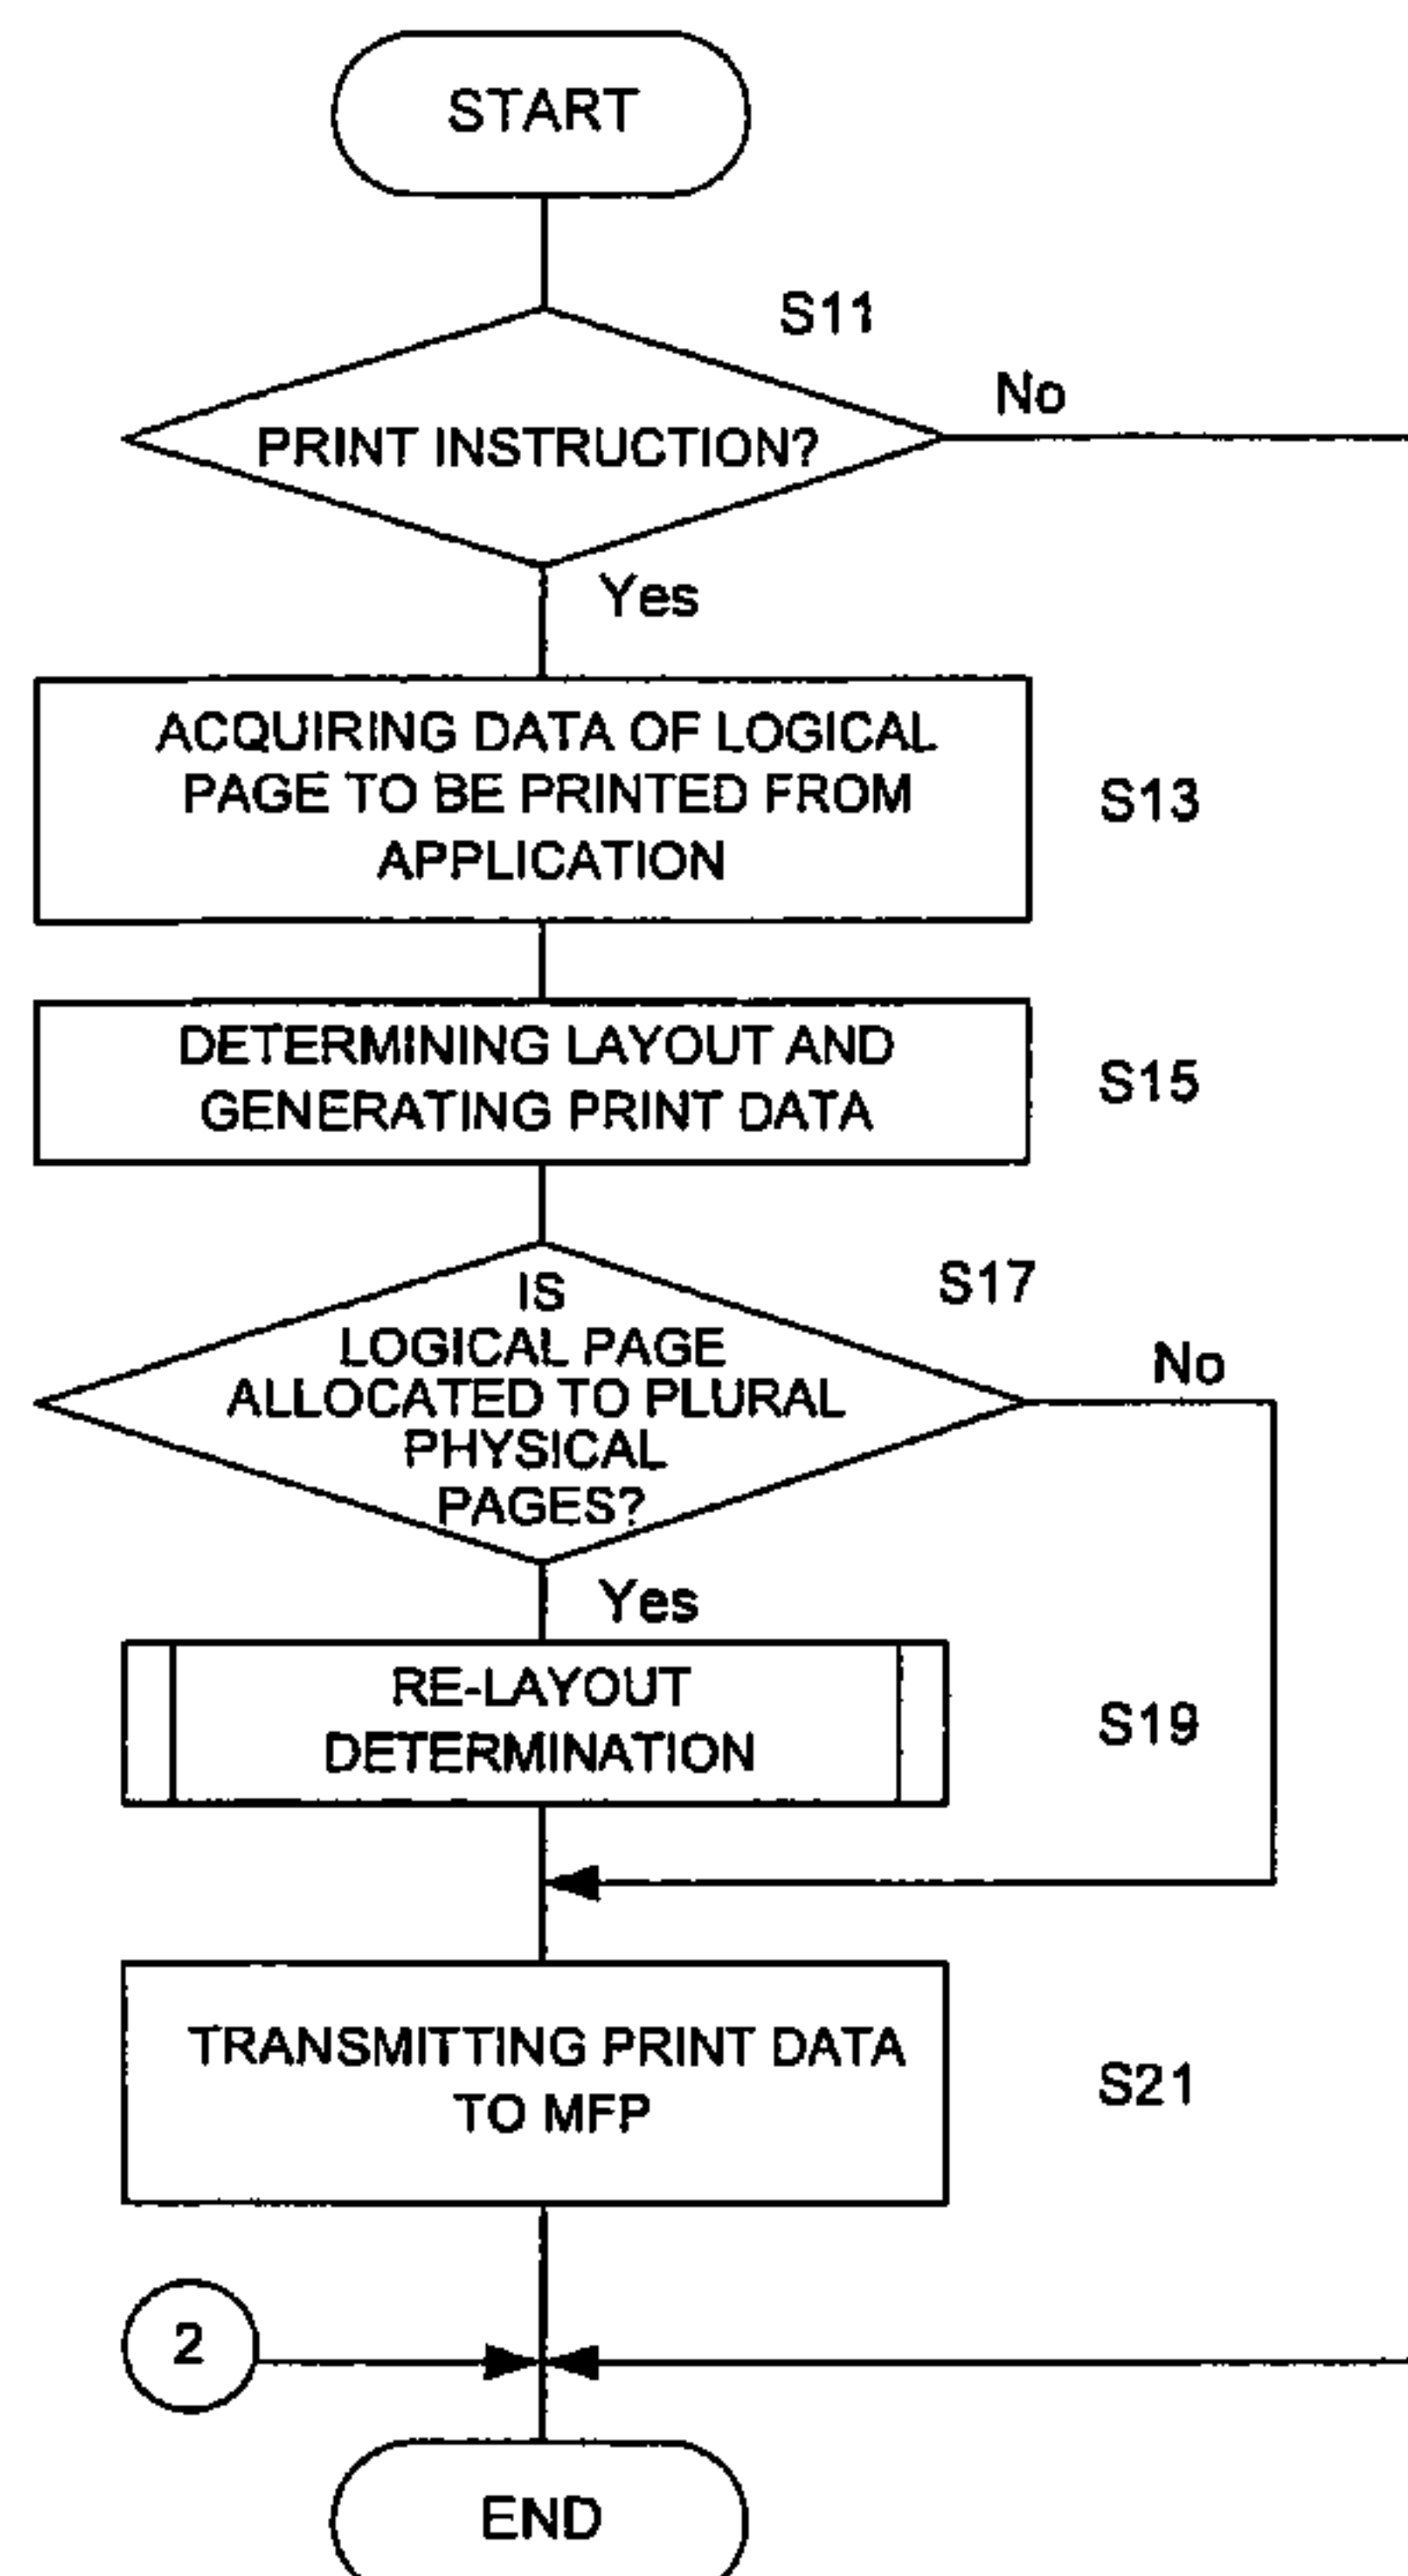 START
S11
No
PRINT INSTRUCTION?
Yes
ACQUIRING DATA OF LOGICAL
PAGE TO BE PRINTED FROM
APPLICATION
S13
DETERMINING LAYOUT AND
GENERATING PRINT DATA
S15
IS
LOGICAL PAGE
ALLOCATED TO PLURAL
PHYSICAL
PAGES?
S17
No
Yes
RE-LAYOUT
DETERMINATION
S19
TRANSMITTING PRINT DATA
TO MFP
S21
2
END